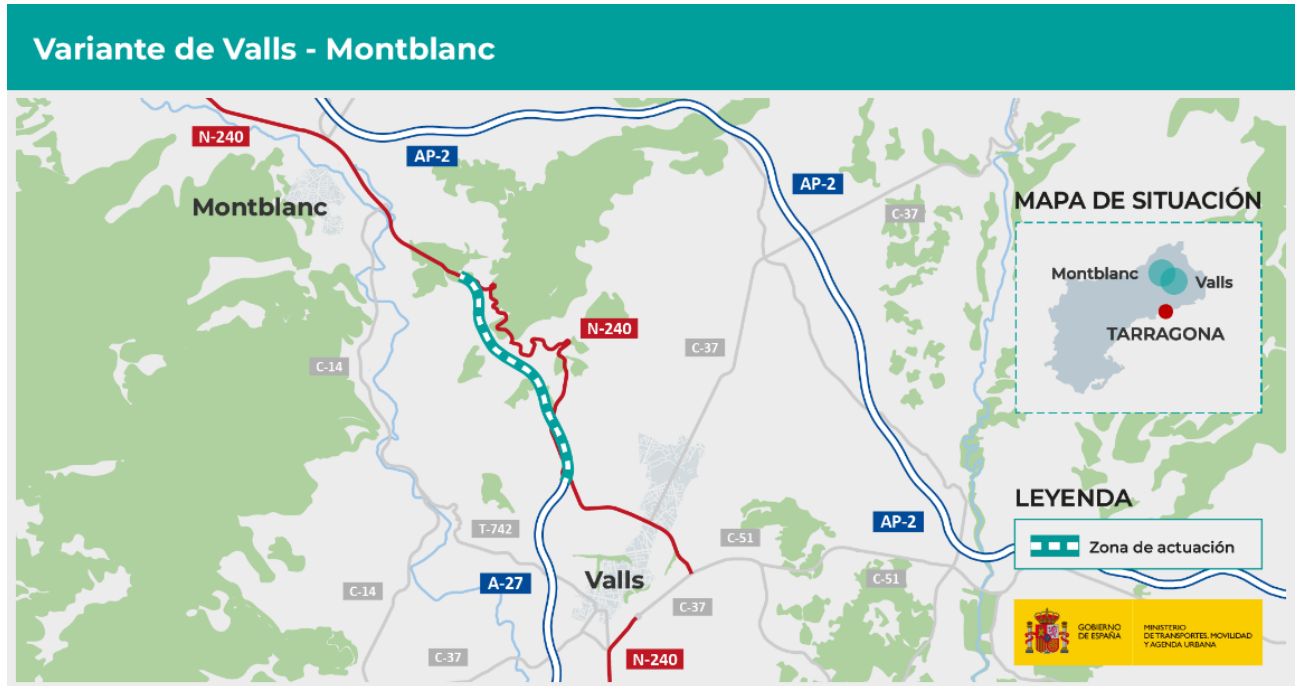 Variante de Valls - Montblanc
N-240
AP-2
AP-2
C-37
Montblanc
MAPA DE SITUACIÓN
Montblanc
Valls
TARRAGONA
N-240
C-37
C-14
LEYENDA
Zona de actuación
T-742
AP-2
C-51
Valls
A-27
C-51
C-14
C-37
C-37
N-240
GOBIERNO
DE ESPAÑA
MINISTERIO
DE TRANSPORTES, MOVILIDAD
Y AGENDA URBANA